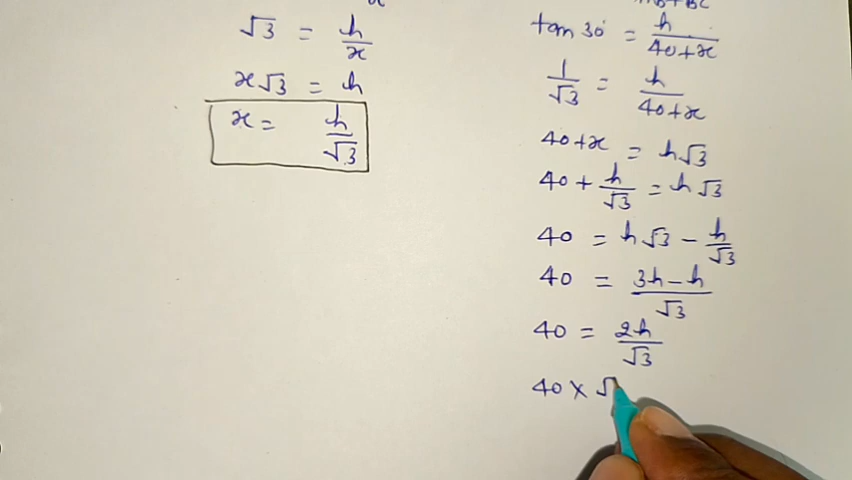 √3 = h/x
x√3 = h
x = h/√3
tan 30° = h/40+x
1/√3 = h/40+x
40+x = h√3
40 + h/√3 = h√3
40 = h√3 − h/√3
40 = 3h−h/√3
40 = 2h/√3
40 × √